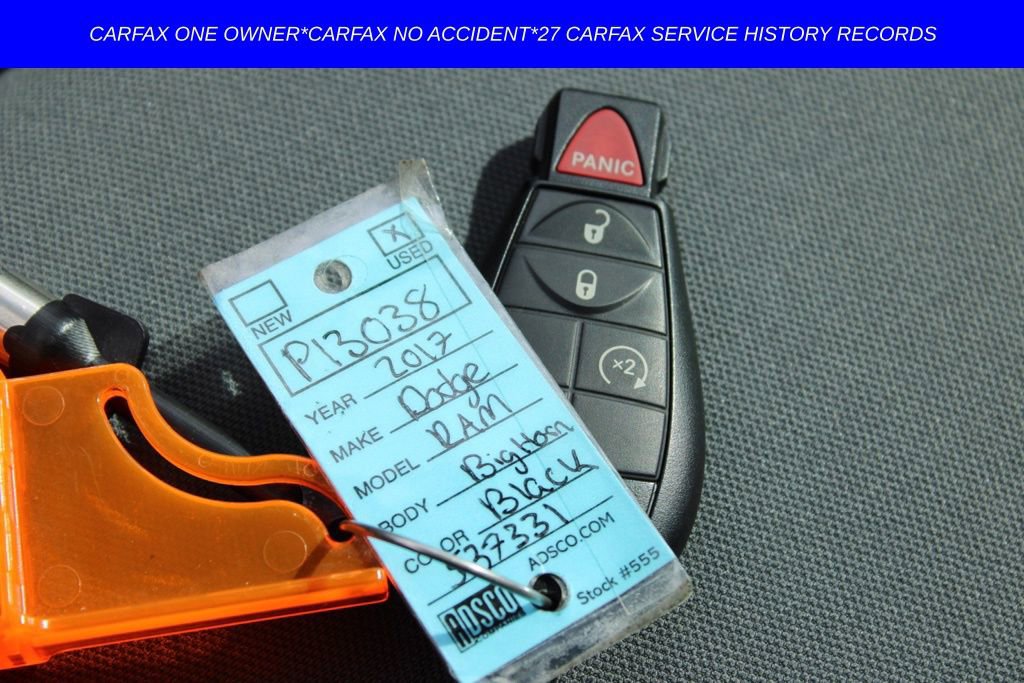 CARFAX ONE OWNER*CARFAX NO ACCIDENT*27 CARFAX SERVICE HISTORY RECORDS
PANIC
×2
X
NEW USED
P13038
YEAR 2017
MAKE Dodge
MODEL RAM
BODY Bighorn
COLOR Black
537331
ADSCO ADSCO.COM
Stock #555